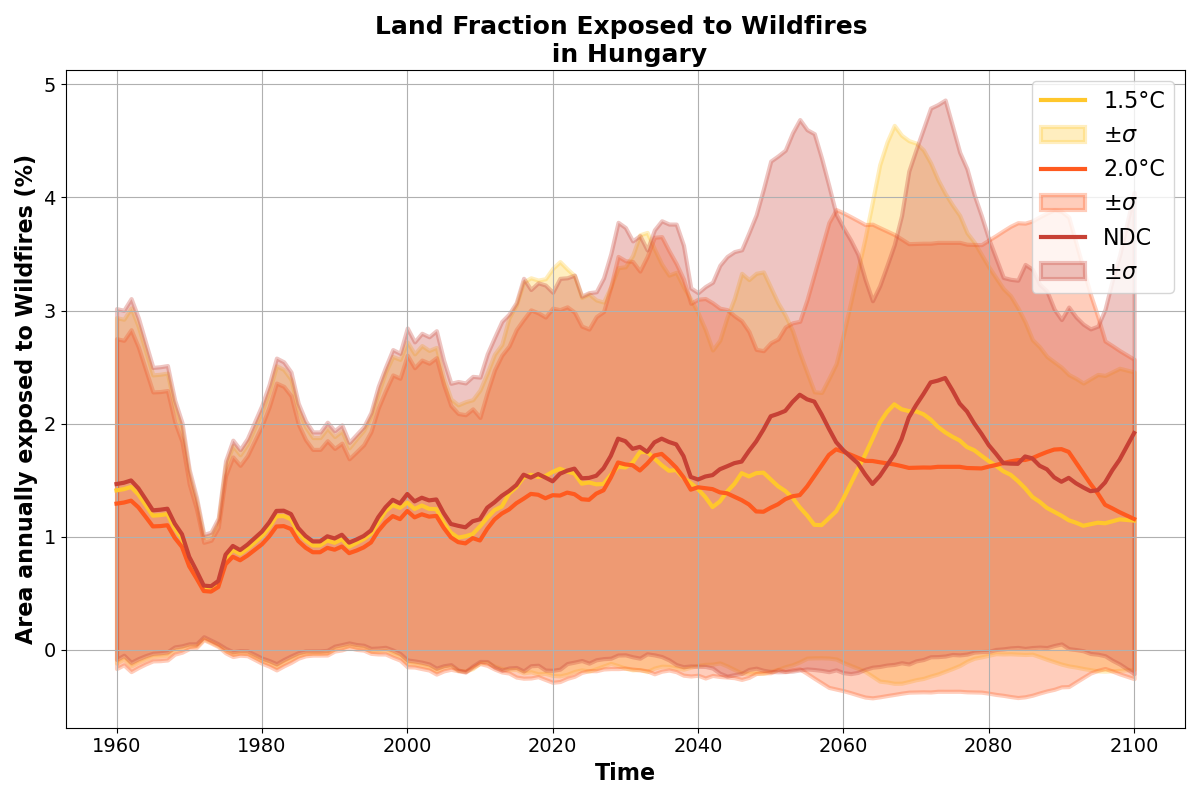 Land Fraction Exposed to Wildfires
in Hungary
Area annually exposed to Wildfires (%)
5
4
3
2
1
0
1.5°C
±σ
2.0°C
±σ
NDC
±σ
1960 1980 2000 2020 2040 2060 2080 2100
Time